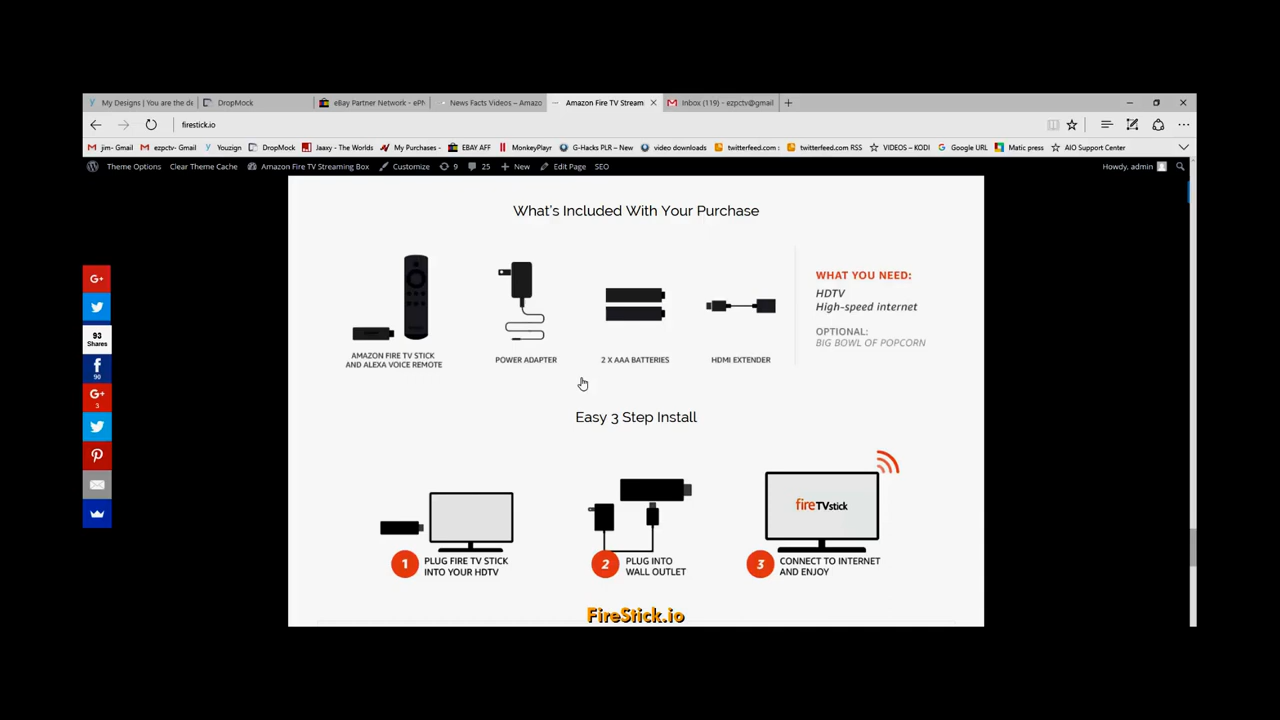 My Designs | You are the de
DropMock
eBay Partner Network - ePN
News Facts Videos – Amazo
Amazon Fire TV Stream
Inbox (119) - ezpctv@gmail
firestick.io
jim- Gmail
ezpctv- Gmail
Youzign
DropMock
Jaaxy - The Worlds
My Purchases -
EBAY AFF
MonkeyPlayr
G-Hacks PLR – New
video downloads
twitterfeed.com :
twitterfeed.com RSS
VIDEOS – KODI
Google URL
Matic press
AIO Support Center
Theme Options
Clear Theme Cache
Amazon Fire TV Streaming Box
Customize
9
25
New
Edit Page
SEO
Howdy, admin
G+
93
Shares
f
90
G+
3
What's Included With Your Purchase
AMAZON FIRE TV STICK
AND ALEXA VOICE REMOTE
POWER ADAPTER
2 X AAA BATTERIES
HDMI EXTENDER
WHAT YOU NEED:
HDTV
High-speed internet
OPTIONAL:
BIG BOWL OF POPCORN
Easy 3 Step Install
1
PLUG FIRE TV STICK
INTO YOUR HDTV
2
PLUG INTO
WALL OUTLET
fireTVstick
3
CONNECT TO INTERNET
AND ENJOY
FireStick.io